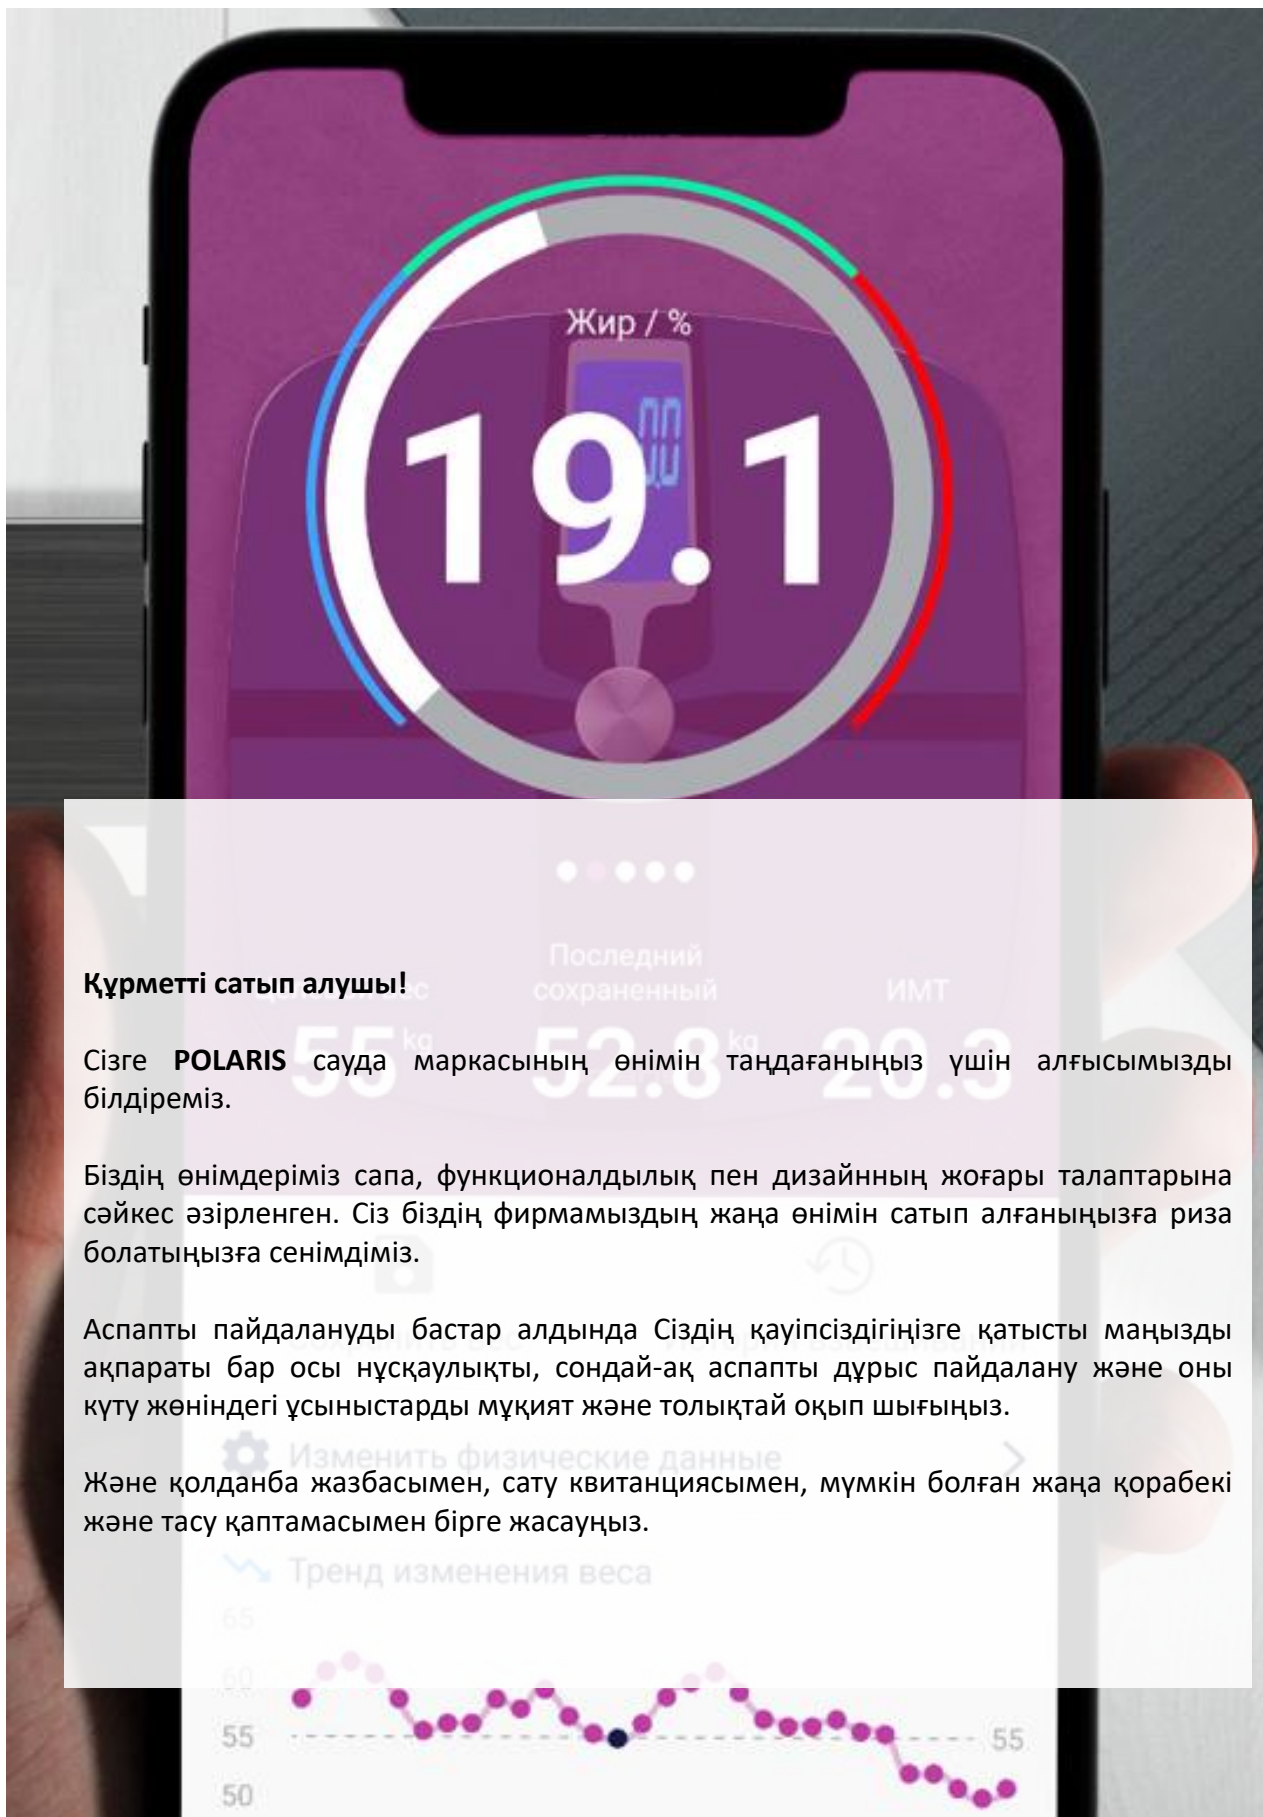 Жир / %
0.0
19.1
Последний
сохраненный
Целевой вес
ИМТ
55 kg
52.8 kg
20.3
Құрметті сатып алушы!
Сізге POLARIS сауда маркасының өнімін таңдағаныңыз үшін алғысымызды
білдіреміз.
Біздің өнімдеріміз сапа, функционалдылық пен дизайнның жоғары талаптарына
сәйкес әзірленген. Сіз біздің фирмамыздың жаңа өнімін сатып алғаныңызға риза
болатыңызға сенімдіміз.
Аспапты пайдалануды бастар алдында Сіздің қауіпсіздігіңізге қатысты маңызды
ақпараты бар осы нұсқаулықты, сондай-ақ аспапты дұрыс пайдалану және оны
күту жөніндегі ұсыныстарды мұқият және толықтай оқып шығыңыз.
Изменить физические данные
Және қолданба жазбасымен, сату квитанциясымен, мүмкін болған жаңа қорабекі
және тасу қаптамасымен бірге жасауңыз.
Тренд изменения веса
65
60
55
55
50